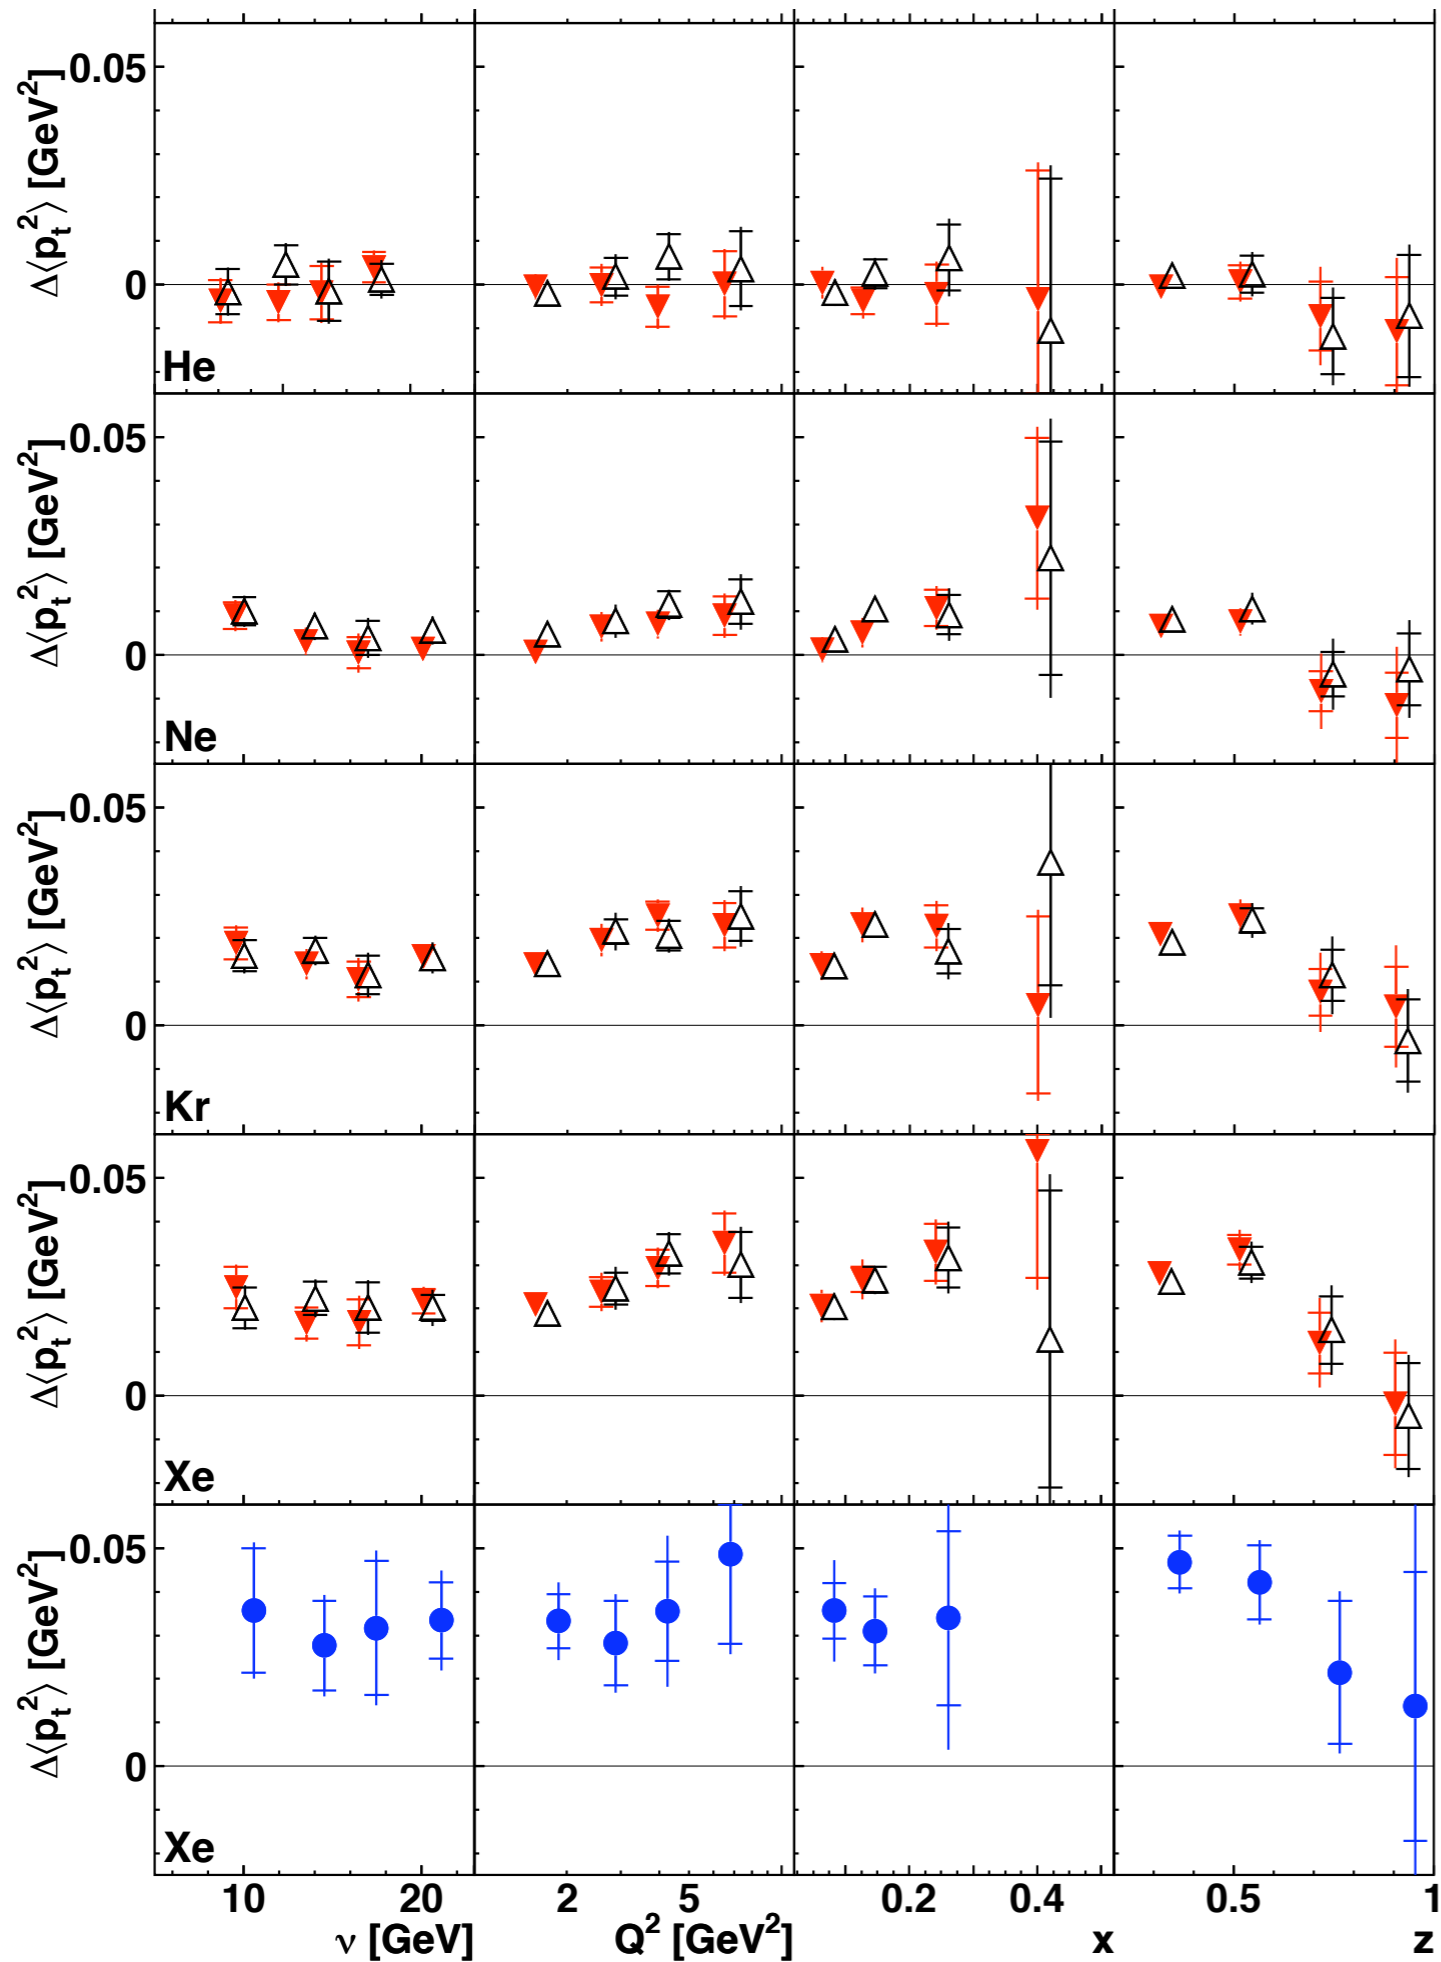 Δ⟨p_t^2⟩ [GeV^2]
0.05
0
He
Δ⟨p_t^2⟩ [GeV^2]
0.05
0
Ne
Δ⟨p_t^2⟩ [GeV^2]
0.05
0
Kr
Δ⟨p_t^2⟩ [GeV^2]
0.05
0
Xe
Δ⟨p_t^2⟩ [GeV^2]
0.05
0
Xe
10 20 2 5 0.2 0.4 0.5 1
ν [GeV] Q^2 [GeV^2] x z